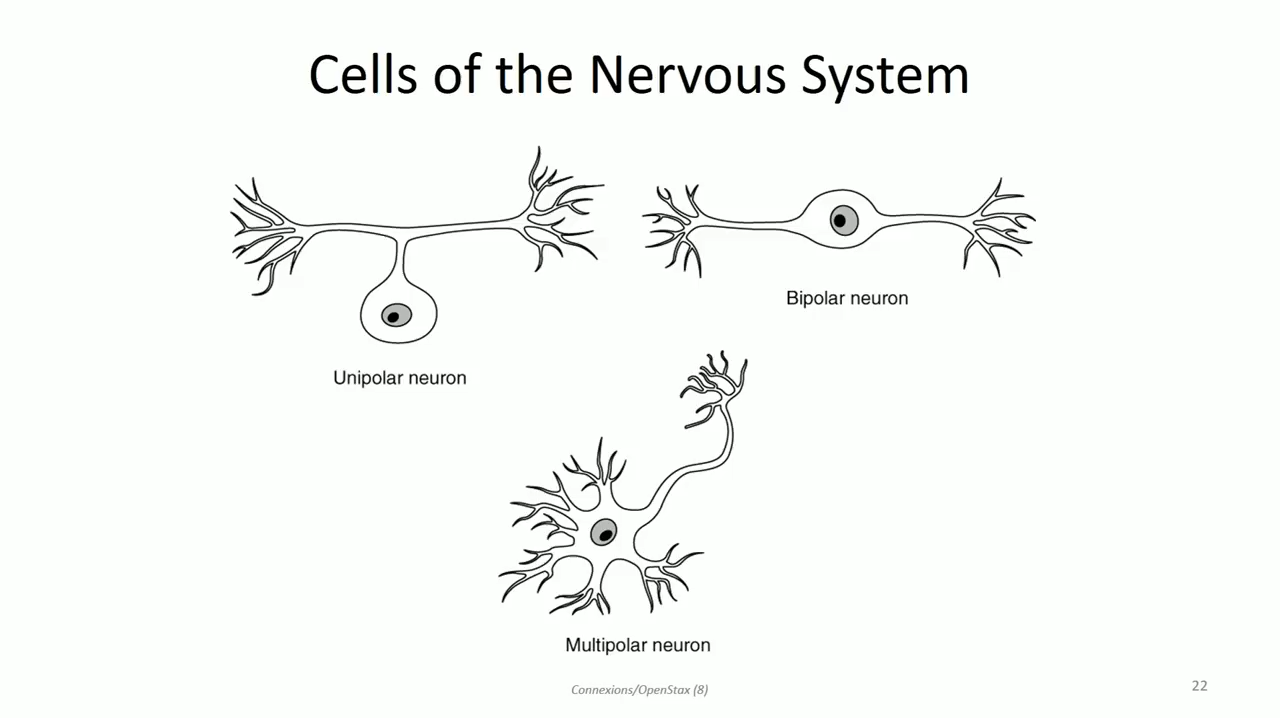 Cells of the Nervous System
Bipolar neuron
Unipolar neuron
Multipolar neuron
Connexions/OpenStax (8)
22